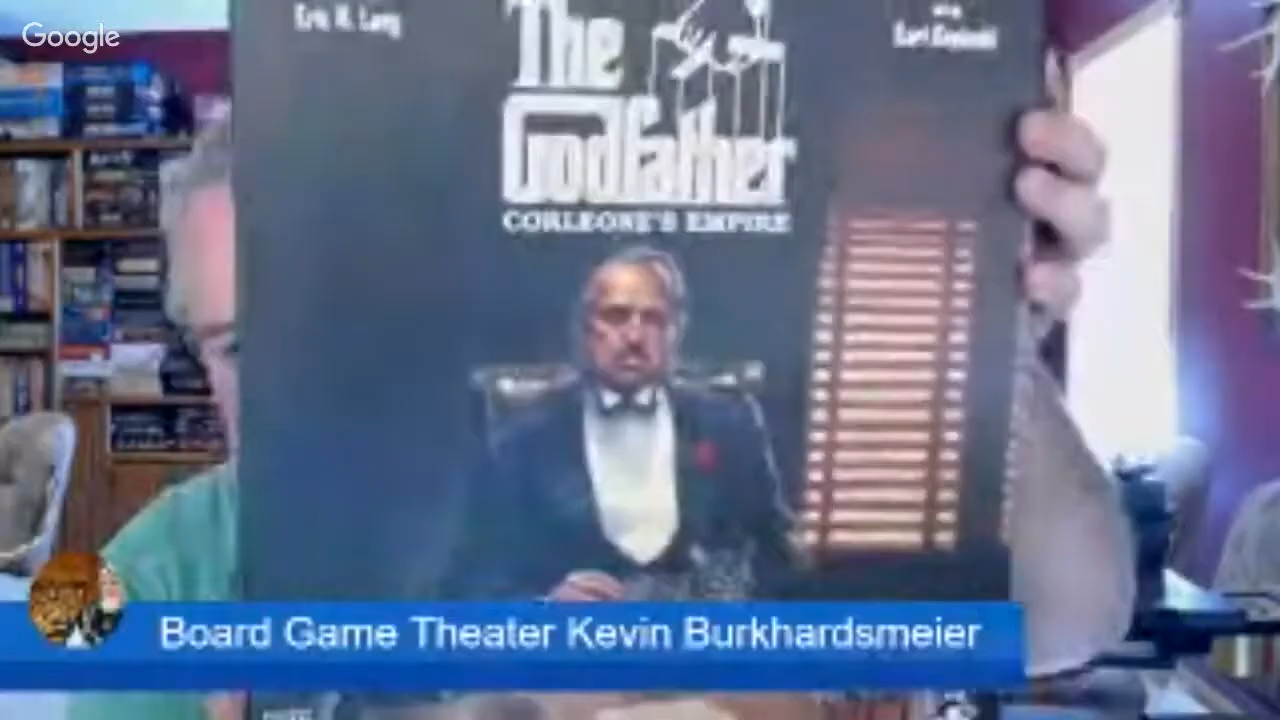 Google
Eric M. Lang
The
Godfather
CORLEONE'S EMPIRE
Board Game Theater Kevin Burkhardsmeier